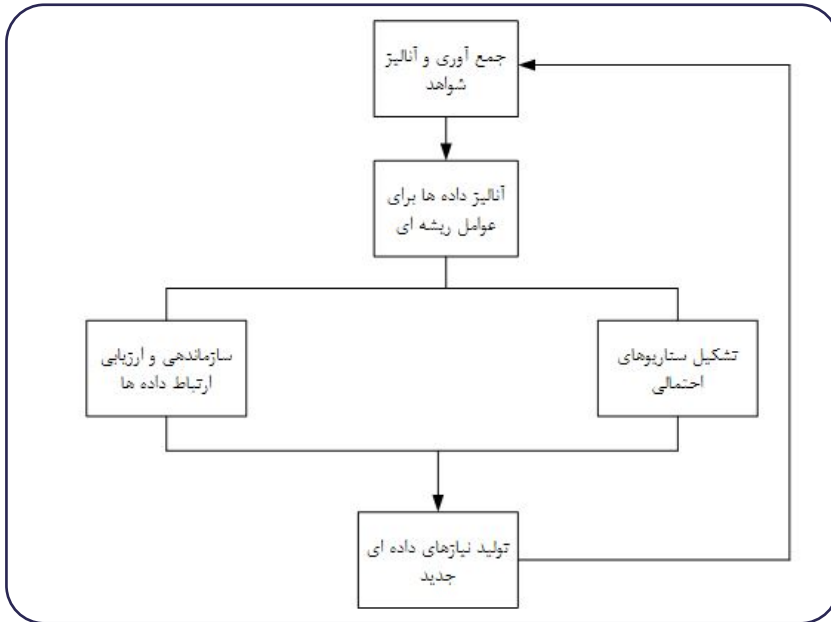 جمع آوری و آنالیز
شواهد
آنالیز داده ها برای
عوامل ریشه ای
تشکیل ستاریوهای
احتمالی
سازماندهی و ارزیابی
ارتباط داده ها
تولید نیازهای داده ای
جدید